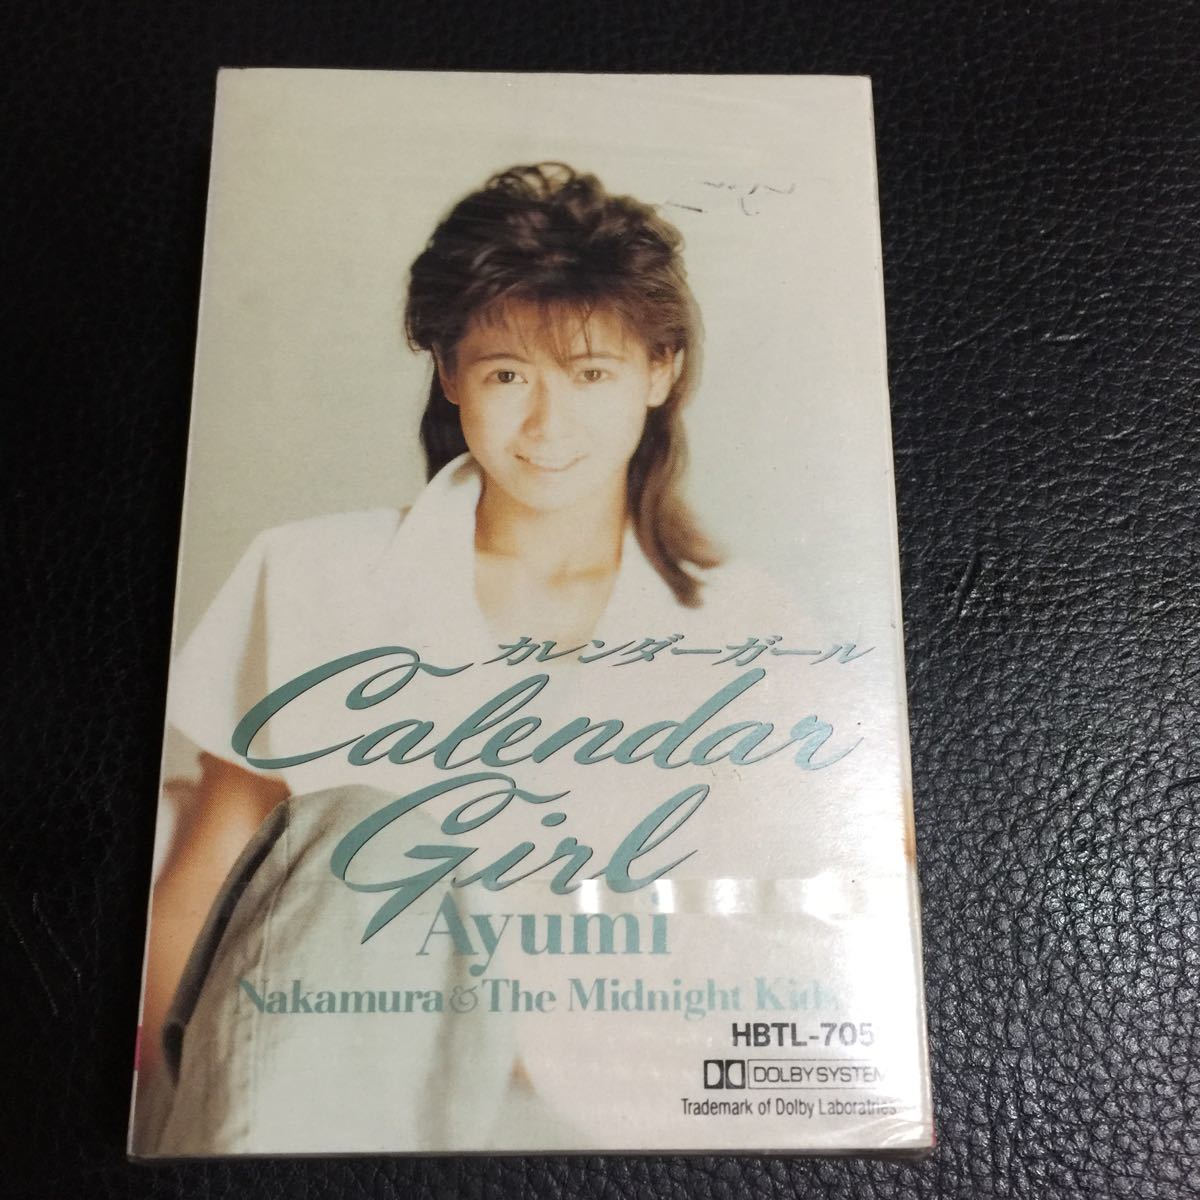 カレンダーガール
Calendar
Girl
Ayumi
Nakamura & The Midnight Kids
HBTL-705
DOLBY SYSTEM
Trademark of Dolby Laboratries